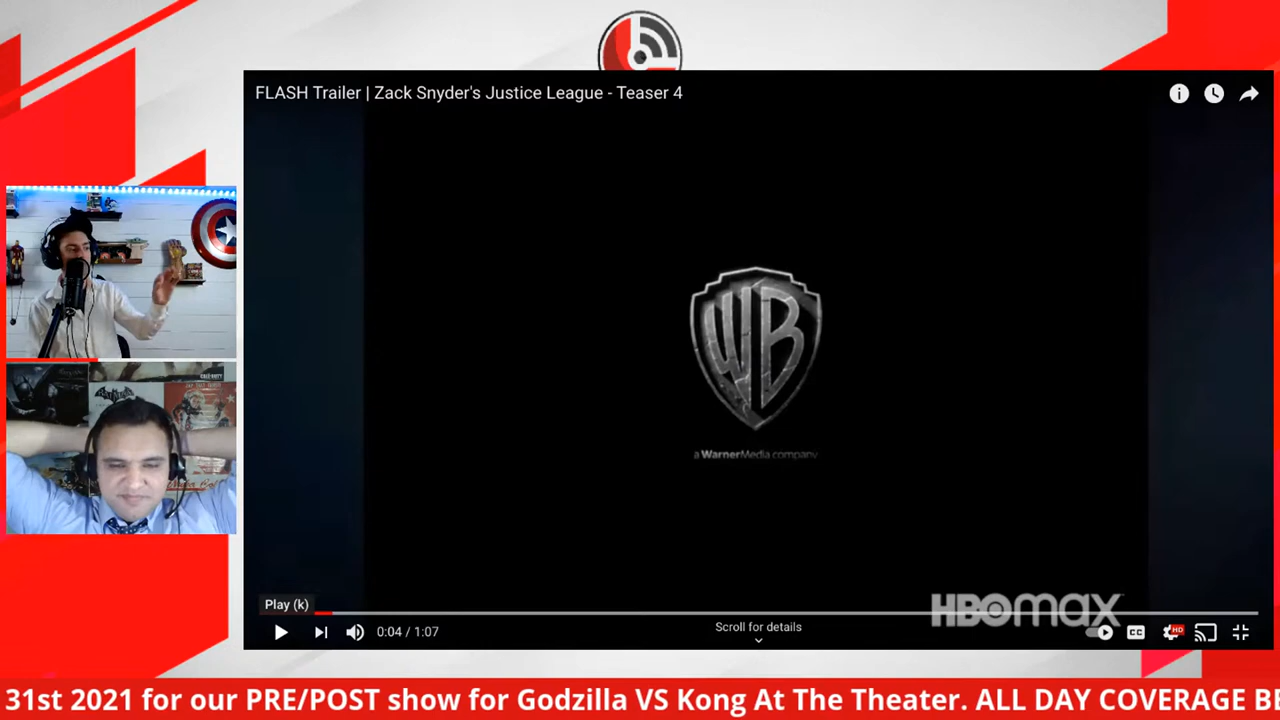 FLASH Trailer | Zack Snyder's Justice League - Teaser 4
WB
a WarnerMedia company
HBOmax
Play (k)
0:04 / 1:07
Scroll for details
CC
HD
31st 2021 for our PRE/POST show for Godzilla VS Kong At The Theater. ALL DAY COVERAGE BE